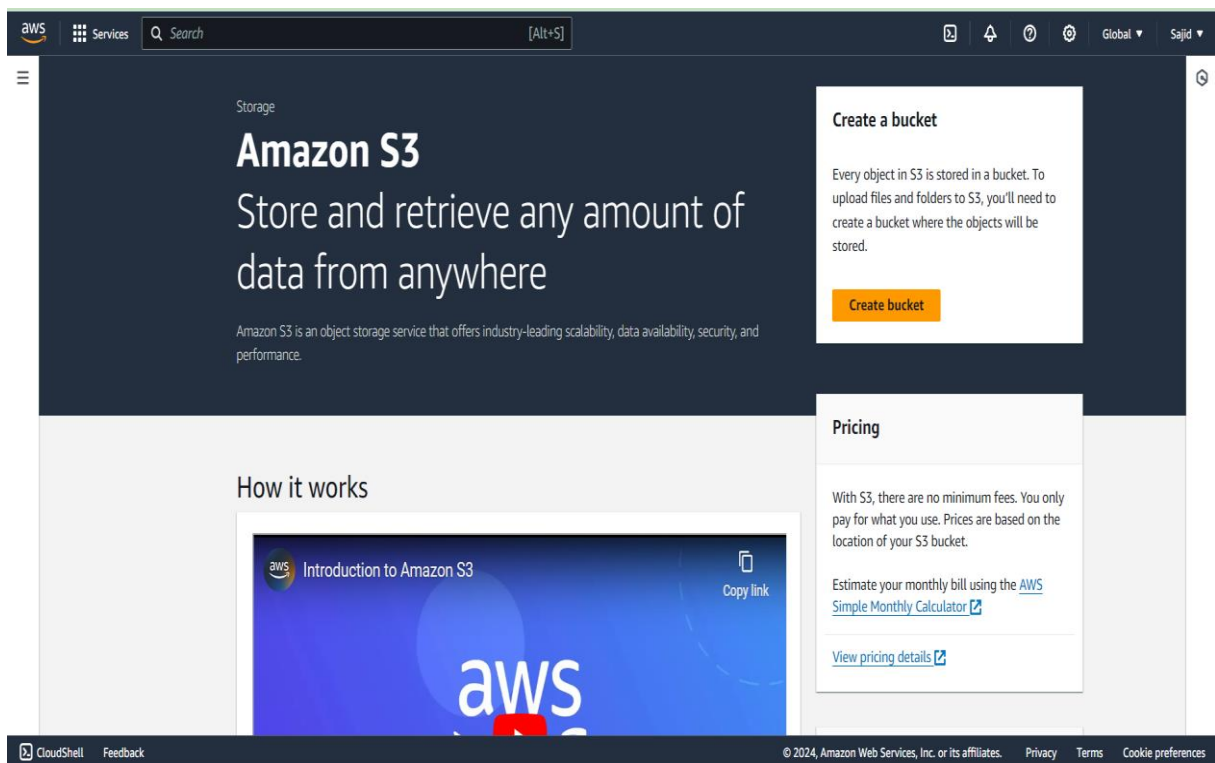 aws
Services
Search
[Alt+S]
Global
Sajid
Storage
Amazon S3
Store and retrieve any amount of
data from anywhere
Amazon S3 is an object storage service that offers industry-leading scalability, data availability, security, and
performance.
Create a bucket
Every object in S3 is stored in a bucket. To
upload files and folders to S3, you'll need to
create a bucket where the objects will be
stored.
Create bucket
How it works
aws
Introduction to Amazon S3
Copy link
aws
Pricing
With S3, there are no minimum fees. You only
pay for what you use. Prices are based on the
location of your S3 bucket.
Estimate your monthly bill using the AWS
Simple Monthly Calculator
View pricing details
CloudShell
Feedback
© 2024, Amazon Web Services, Inc. or its affiliates.
Privacy
Terms
Cookie preferences